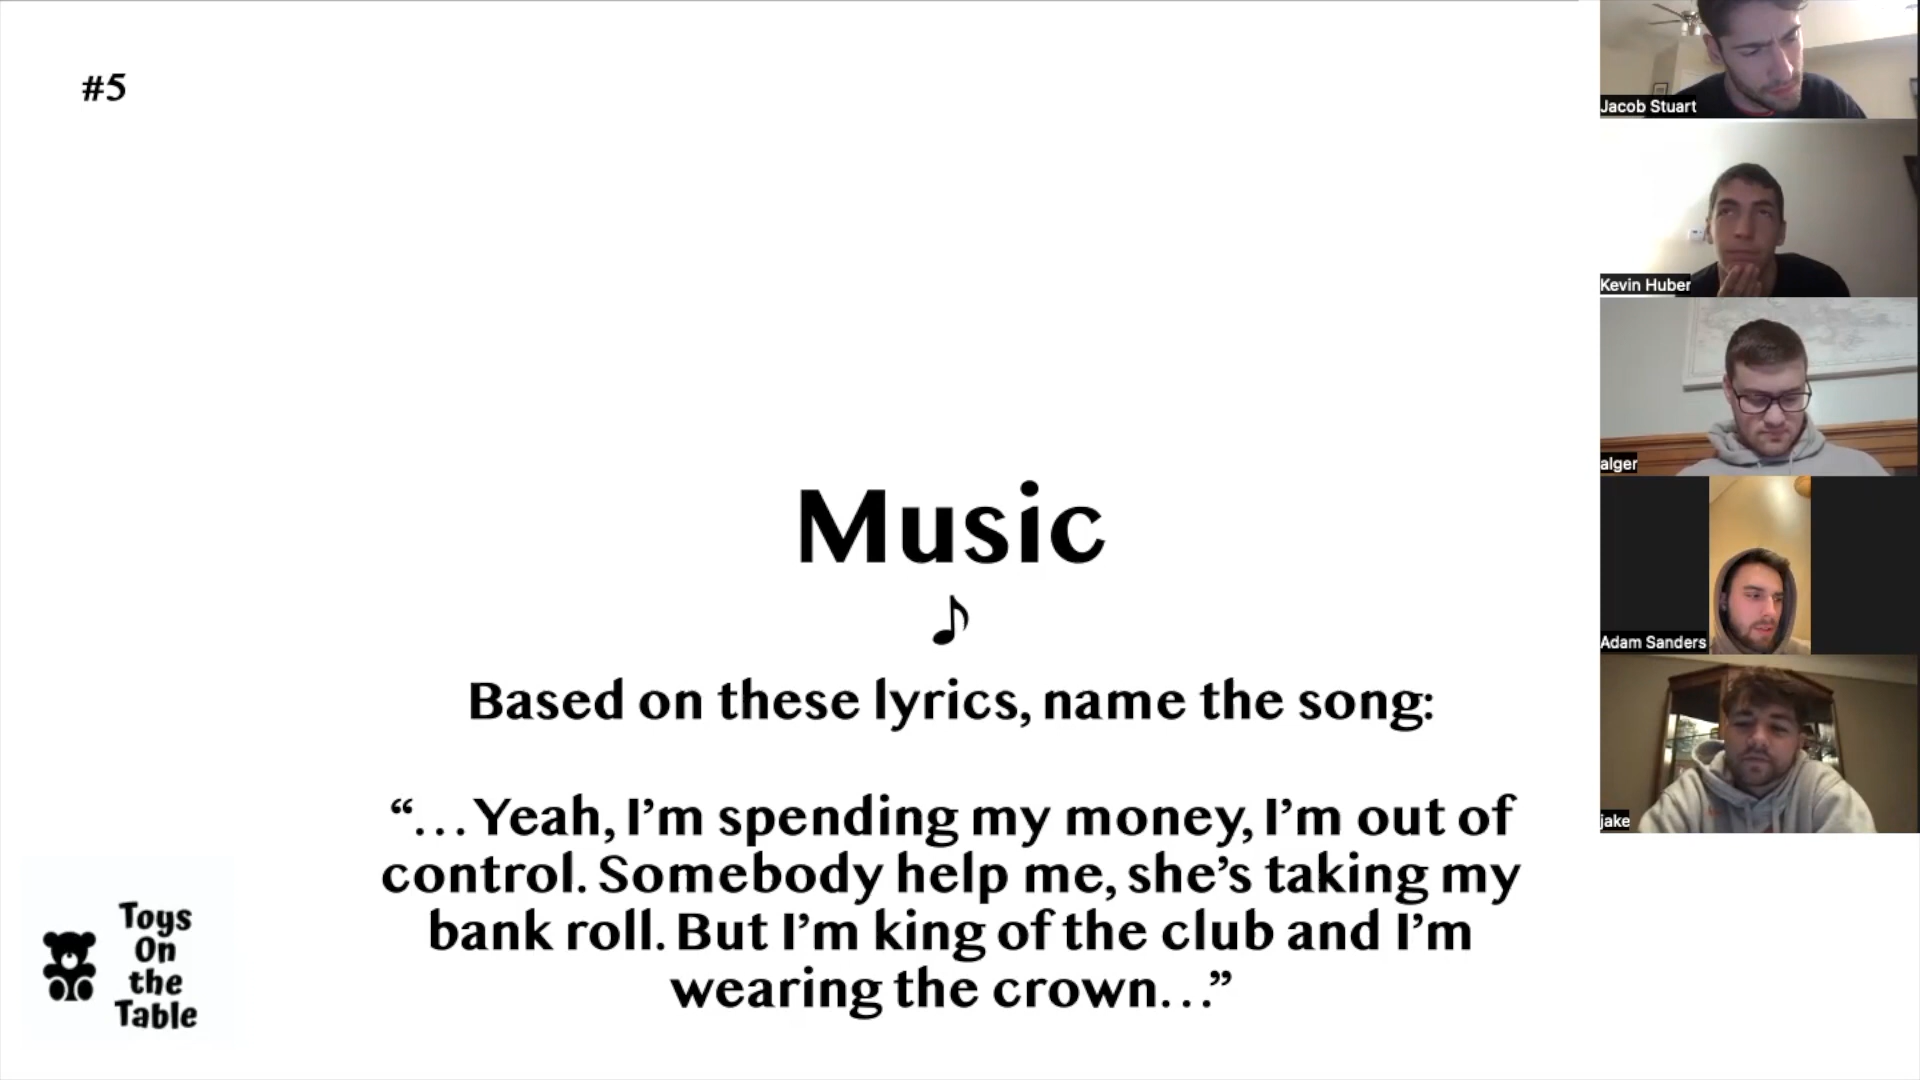 #5
Music
♪
Based on these lyrics, name the song:
“…Yeah, I’m spending my money, I’m out of
control. Somebody help me, she’s taking my
bank roll. But I’m king of the club and I’m
wearing the crown…”
Toys
On
the
Table
Jacob Stuart
Kevin Huber
alger
Adam Sanders
jake